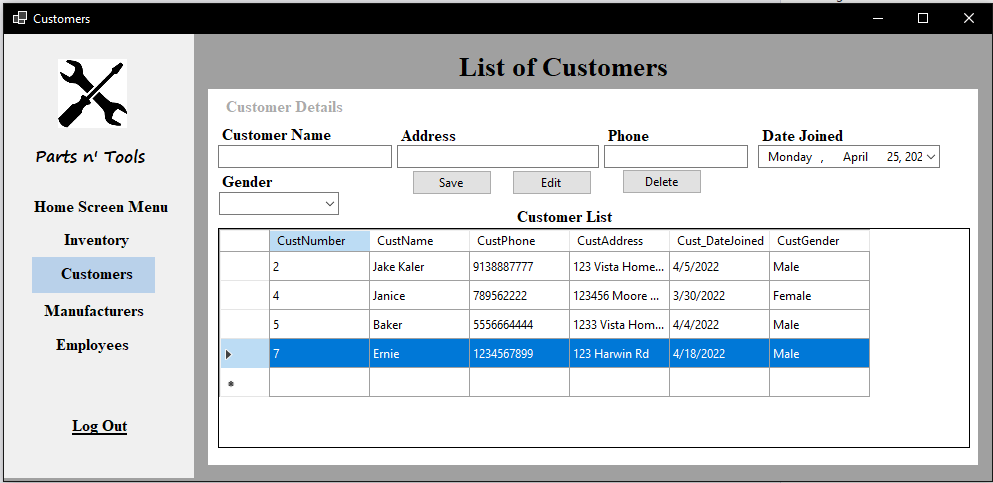 Customers
Parts n' Tools
Home Screen Menu
Inventory
Customers
Manufacturers
Employees
Log Out
List of Customers
Customer Details
Customer Name Address Phone Date Joined
Monday , April 25, 202
Gender Save Edit Delete
Customer List
CustNumber CustName CustPhone CustAddress Cust_DateJoined CustGender
2 Jake Kaler 9138887777 123 Vista Home... 4/5/2022 Male
4 Janice 789562222 123456 Moore ... 3/30/2022 Female
5 Baker 5556664444 1233 Vista Hom... 4/4/2022 Male
7 Ernie 1234567899 123 Harwin Rd 4/18/2022 Male